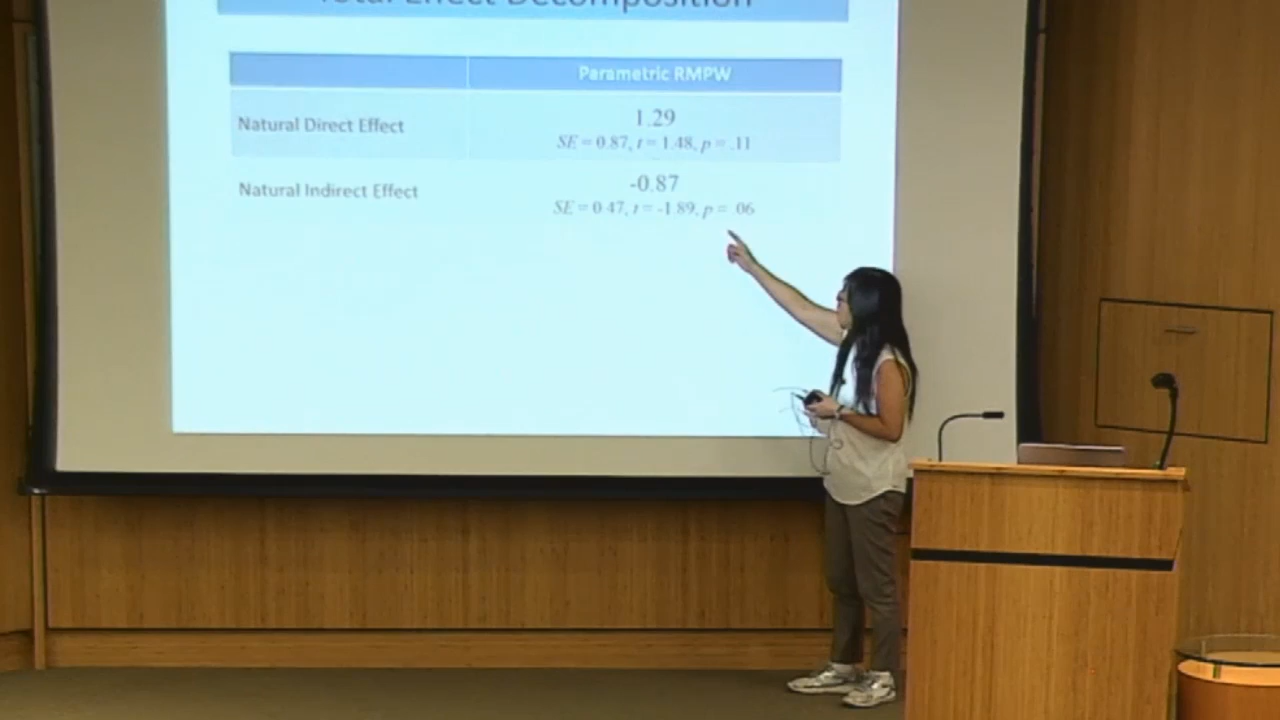 Total Effect Decomposition
Parametric RMPW
Natural Direct Effect
1.29
SE = 0.87, t = 1.48, p = .11
Natural Indirect Effect
-0.87
SE = 0.47, t = -1.89, p = .06